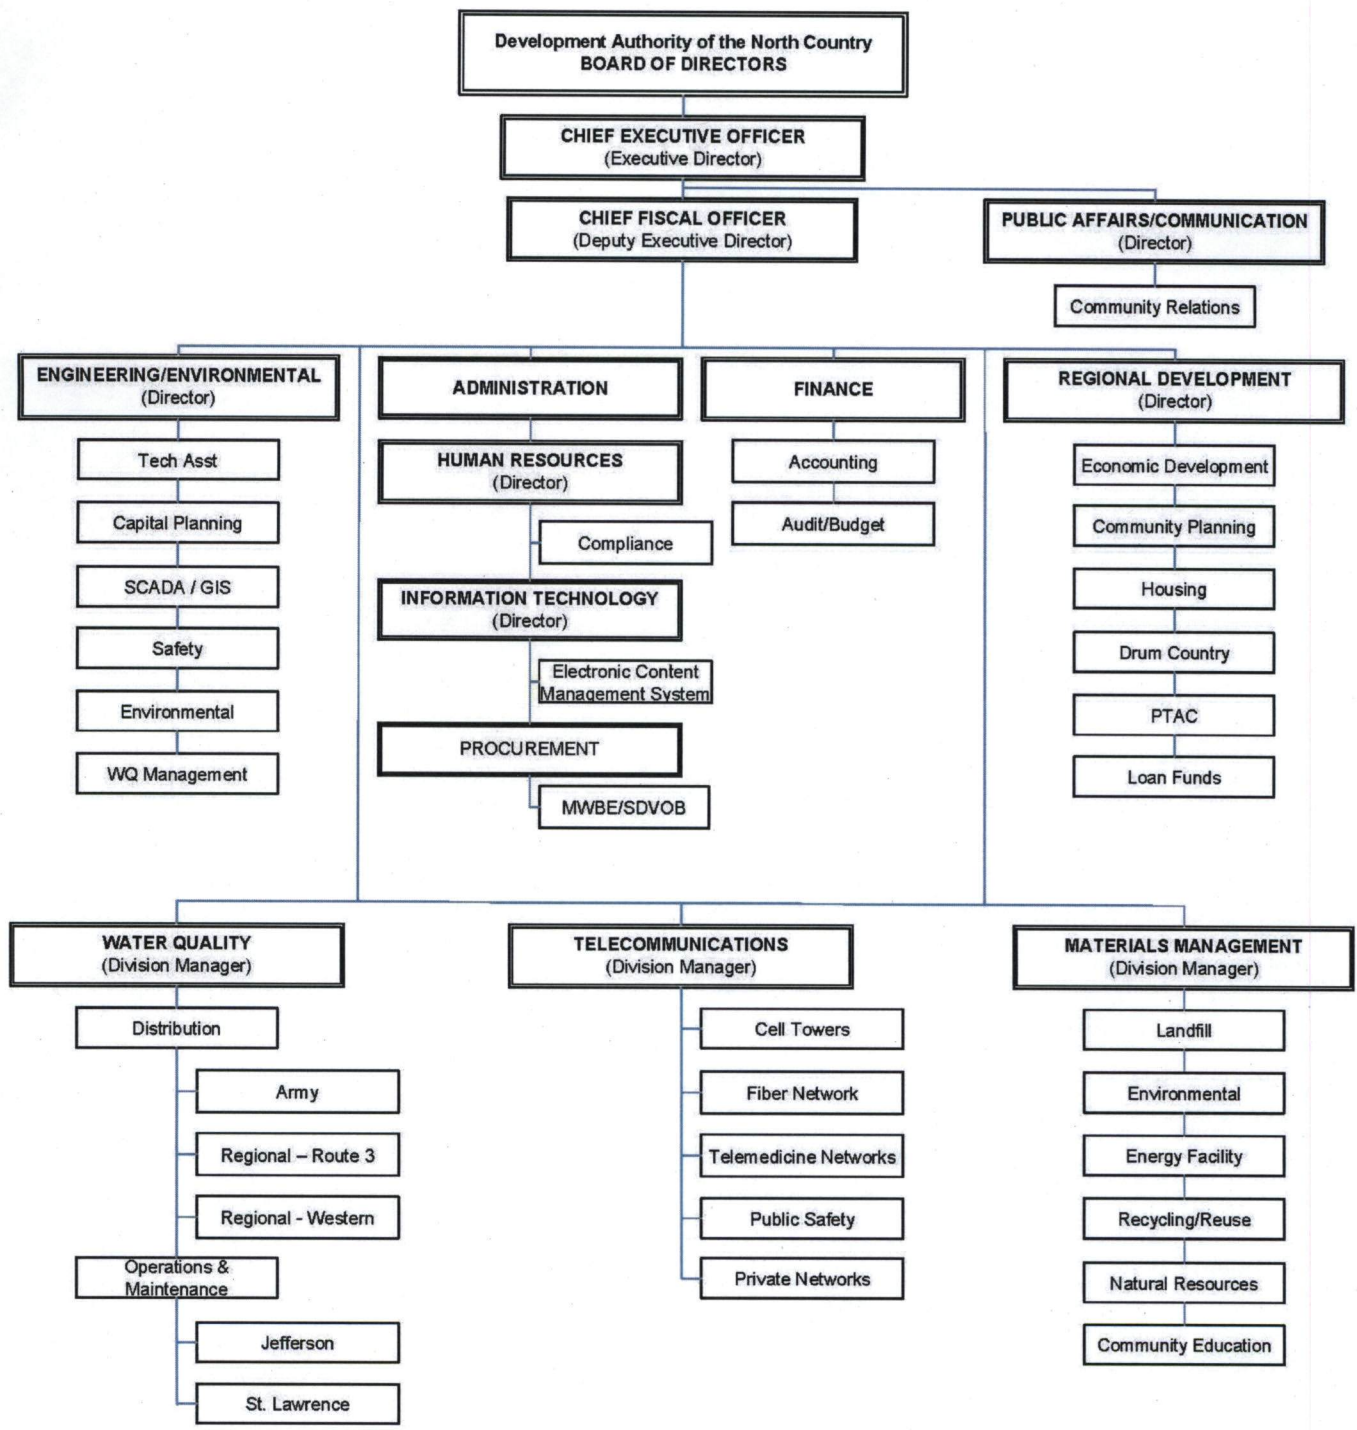 Development Authority of the North Country
BOARD OF DIRECTORS
CHIEF EXECUTIVE OFFICER
(Executive Director)
CHIEF FISCAL OFFICER
(Deputy Executive Director)
PUBLIC AFFAIRS/COMMUNICATION
(Director)
Community Relations
ENGINEERING/ENVIRONMENTAL
(Director)
Tech Asst
Capital Planning
SCADA / GIS
Safety
Environmental
WQ Management
ADMINISTRATION
HUMAN RESOURCES
(Director)
Compliance
INFORMATION TECHNOLOGY
(Director)
Electronic Content
Management System
PROCUREMENT
MWBE/SDVOB
FINANCE
Accounting
Audit/Budget
REGIONAL DEVELOPMENT
(Director)
Economic Development
Community Planning
Housing
Drum Country
PTAC
Loan Funds
WATER QUALITY
(Division Manager)
Distribution
Army
Regional – Route 3
Regional - Western
Operations &
Maintenance
Jefferson
St. Lawrence
TELECOMMUNICATIONS
(Division Manager)
Cell Towers
Fiber Network
Telemedicine Networks
Public Safety
Private Networks
MATERIALS MANAGEMENT
(Division Manager)
Landfill
Environmental
Energy Facility
Recycling/Reuse
Natural Resources
Community Education